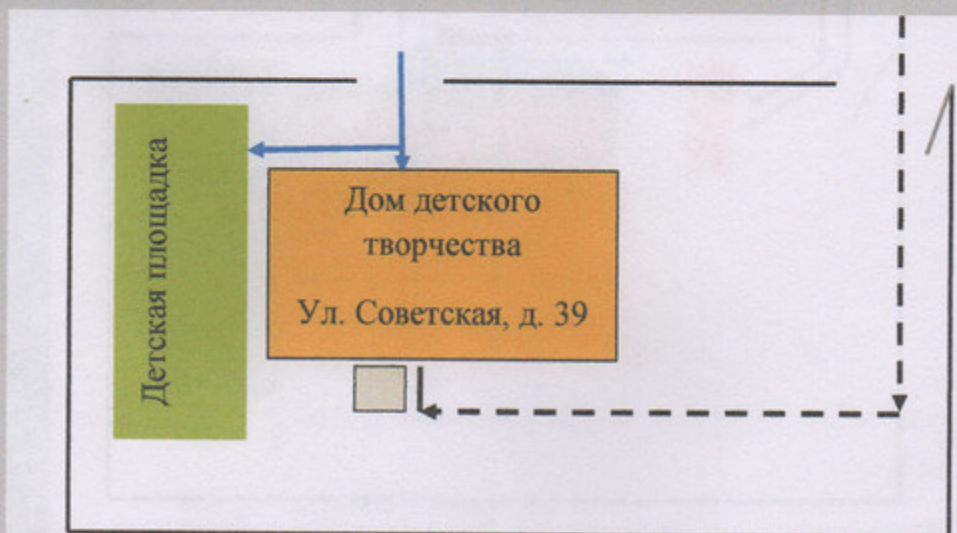 Детская площадка
Дом детского
творчества
Ул. Советская, д. 39